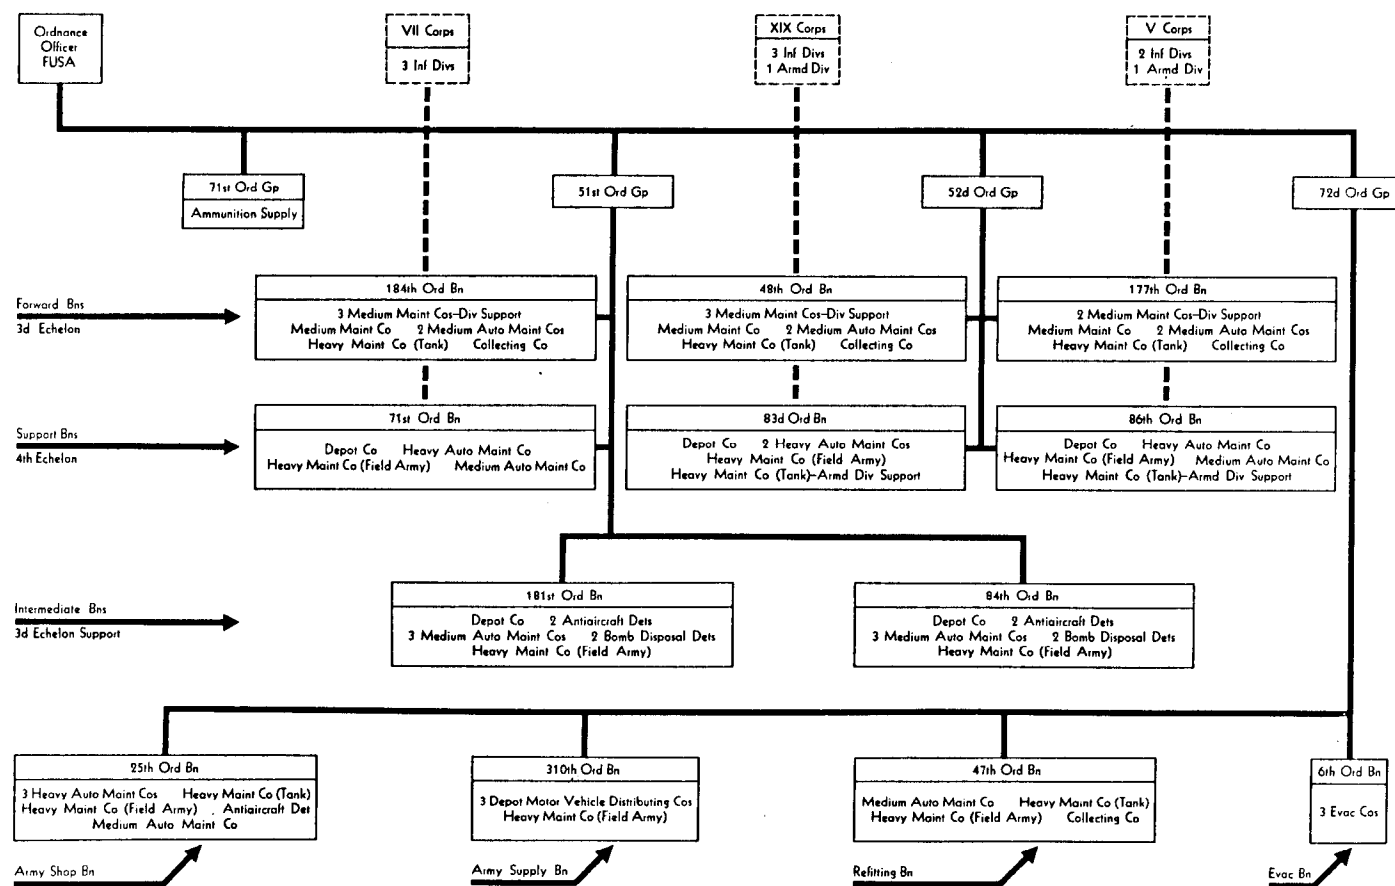 Ordnance
Officer
FUSA
VII Corps
3 Inf Divs
XIX Corps
3 Inf Divs
1 Armd Div
V Corps
2 Inf Divs
1 Armd Div
71st Ord Gp
Ammunition Supply
51st Ord Gp
52d Ord Gp
72d Ord Gp
Forward Bns
3d Echelon
184th Ord Bn
3 Medium Maint Cos–Div Support
Medium Maint Co 2 Medium Auto Maint Cos
Heavy Maint Co (Tank) Collecting Co
48th Ord Bn
3 Medium Maint Cos–Div Support
Medium Maint Co 2 Medium Auto Maint Cos
Heavy Maint Co (Tank) Collecting Co
177th Ord Bn
2 Medium Maint Cos–Div Support
Medium Maint Co 2 Medium Auto Maint Cos
Heavy Maint Co (Tank) Collecting Co
Support Bns
4th Echelon
71st Ord Bn
Depot Co Heavy Auto Maint Co
Heavy Maint Co (Field Army) Medium Auto Maint Co
83d Ord Bn
Depot Co 2 Heavy Auto Maint Cos
Heavy Maint Co (Field Army)
Heavy Maint Co (Tank)–Armd Div Support
86th Ord Bn
Depot Co Heavy Auto Maint Co
Heavy Maint Co (Field Army) Medium Auto Maint Co
Heavy Maint Co (Tank)–Armd Div Support
Intermediate Bns
3d Echelon Support
181st Ord Bn
Depot Co 2 Antiaircraft Dets
3 Medium Auto Maint Cos 2 Bomb Disposal Dets
Heavy Maint Co (Field Army)
84th Ord Bn
Depot Co 2 Antiaircraft Dets
3 Medium Auto Maint Cos 2 Bomb Disposal Dets
Heavy Maint Co (Field Army)
25th Ord Bn
3 Heavy Auto Maint Cos Heavy Maint Co (Tank)
Heavy Maint Co (Field Army) Antiaircraft Det
Medium Auto Maint Co
310th Ord Bn
3 Depot Motor Vehicle Distributing Cos
Heavy Maint Co (Field Army)
47th Ord Bn
Medium Auto Maint Co Heavy Maint Co (Tank)
Heavy Maint Co (Field Army) Collecting Co
6th Ord Bn
3 Evac Cos
Army Shop Bn
Army Supply Bn
Refitting Bn
Evac Bn